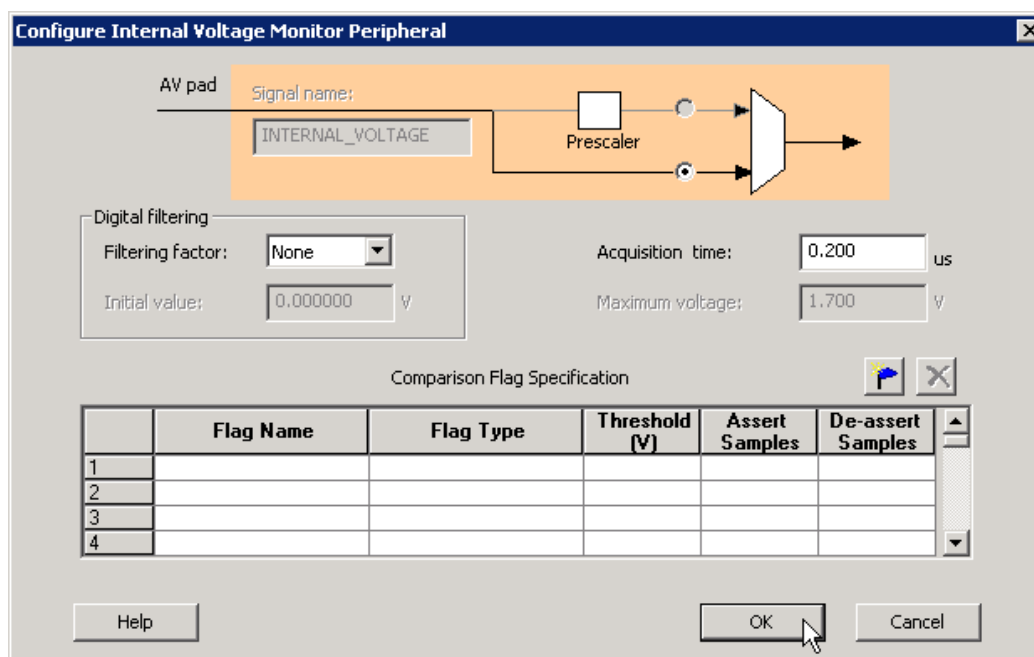 Configure Internal Voltage Monitor Peripheral
AV pad
Signal name:
INTERNAL_VOLTAGE
Prescaler
Digital filtering
Filtering factor: None
Acquisition time: 0.200 us
Initial value: 0.000000 V
Maximum voltage: 1.700 V
Comparison Flag Specification
Flag Name Flag Type Threshold (V) Assert Samples De-assert Samples
1
2
3
4
Help OK Cancel